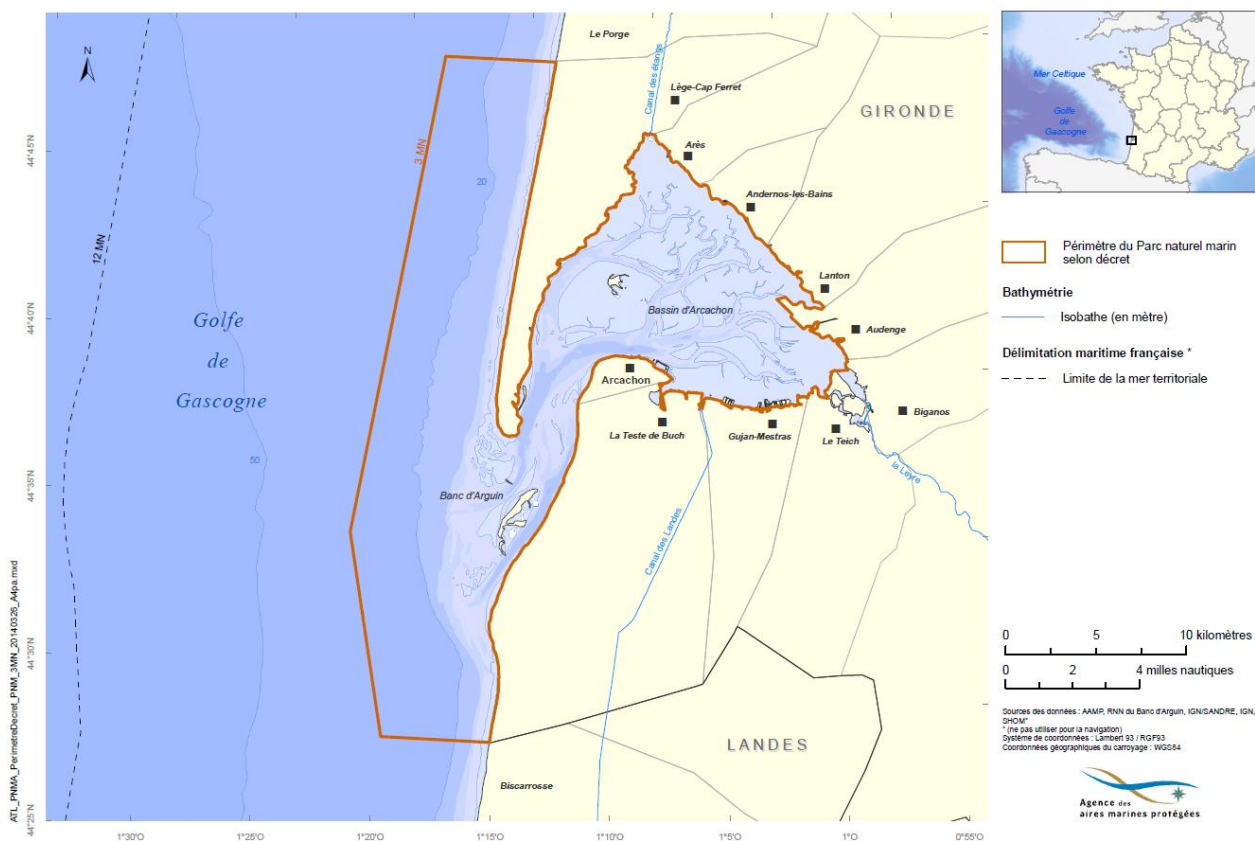 N
Le Porge
Lège-Cap Ferret
Canal des étangs
GIRONDE
Arès
Andernos-les-Bains
3 MN
20
12 MN
Lanton
Bassin d'Arcachon
Audenge
Golfe
de
Gascogne
Arcachon
Biganos
La Teste de Buch
Gujan-Mestras
Le Teich
la Leyre
50
Banc d'Arguin
Canal des Landes
LANDES
Biscarrosse
44°45'N
44°40'N
44°35'N
44°30'N
44°25'N
1°30'O
1°25'O
1°20'O
1°15'O
1°10'O
1°5'O
1°O
0°55'O
ATL_PNMA_PerimetreDecret_PNM_3MN_20140326_A4pa.mxd
Mer Celtique
Golfe
de
Gascogne
Périmètre du Parc naturel marin
selon décret
Bathymétrie
Isobathe (en mètre)
Délimitation maritime française *
Limite de la mer territoriale
0 5 10 kilomètres
0 2 4 milles nautiques
Sources des données : AAMP, RNN du Banc d'Arguin, IGN/SANDRE, IGN,
SHOM*
* (ne pas utiliser pour la navigation)
Système de coordonnées : Lambert 93 / RGF93
Coordonnées géographiques du carroyage : WGS84
Agence des
aires marines protégées